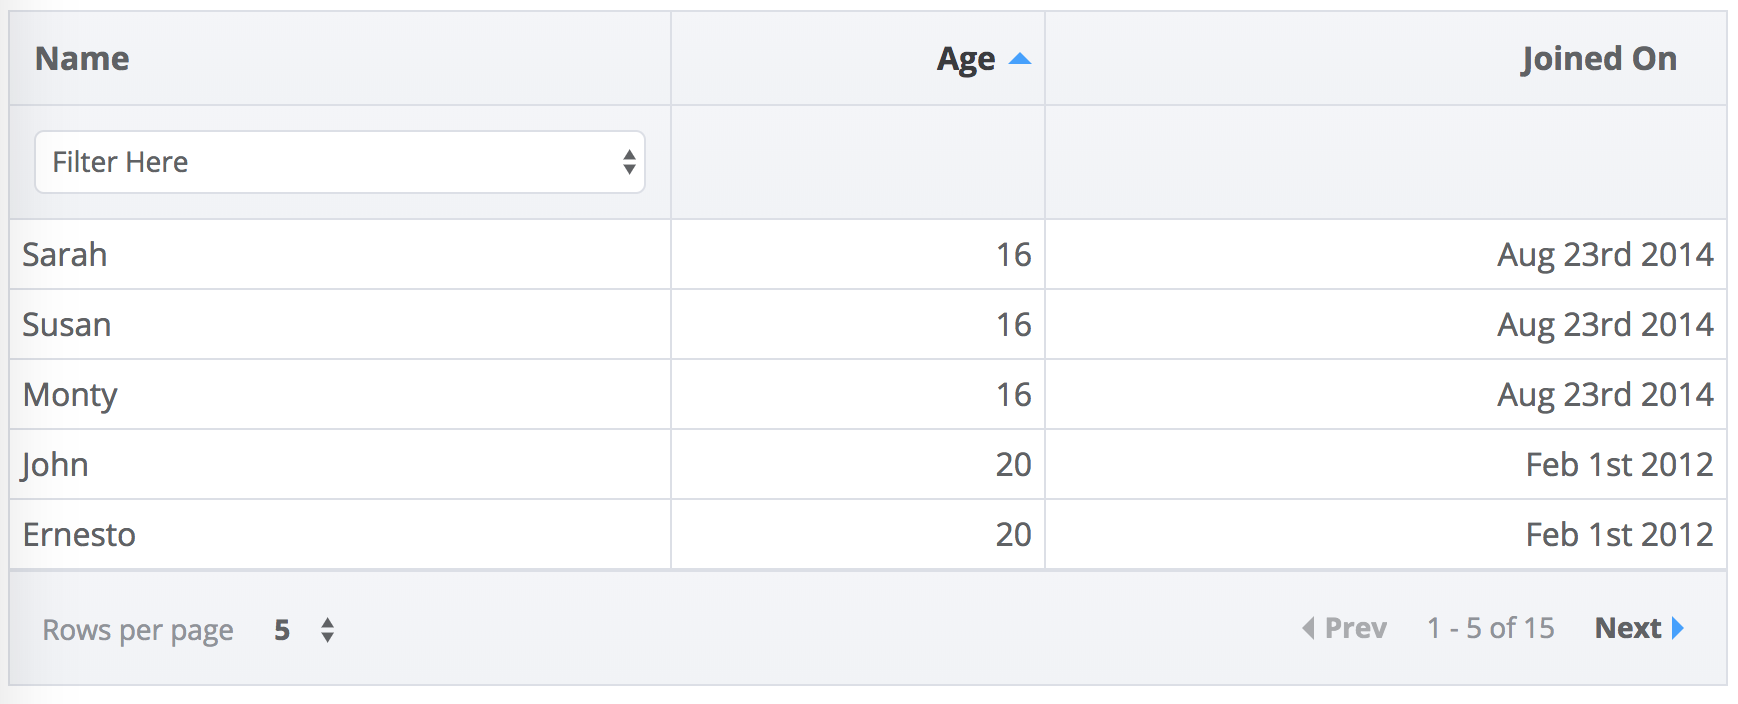 Name Age Joined On
Filter Here
Sarah 16 Aug 23rd 2014
Susan 16 Aug 23rd 2014
Monty 16 Aug 23rd 2014
John 20 Feb 1st 2012
Ernesto 20 Feb 1st 2012
Rows per page 5 Prev 1 - 5 of 15 Next